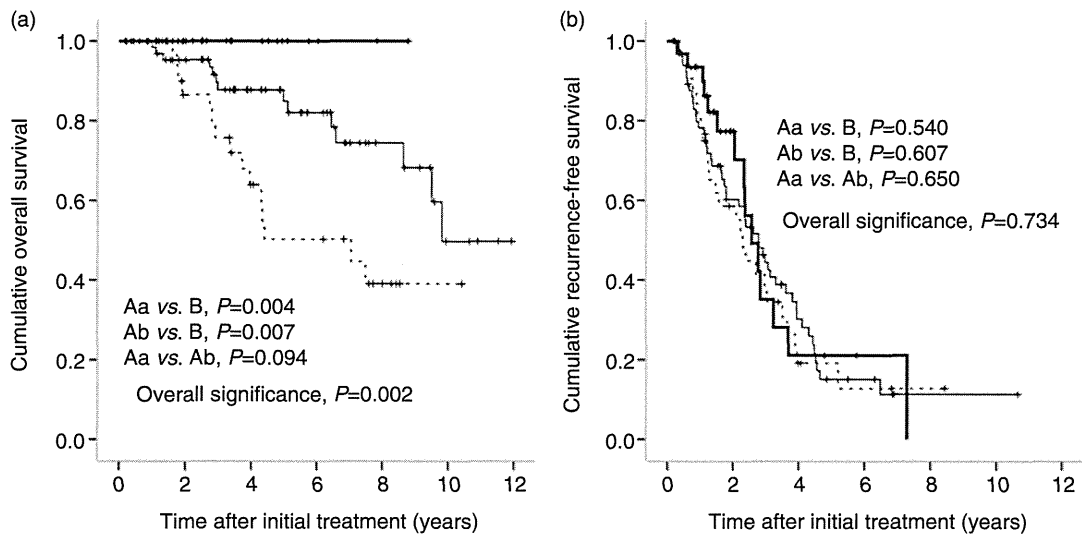 (a)
Cumulative overall survival
1.0
0.8
0.6
0.4
0.2
0.0
Aa vs. B, P=0.004
Ab vs. B, P=0.007
Aa vs. Ab, P=0.094
Overall significance, P=0.002
0 2 4 6 8 10 12
Time after initial treatment (years)
(b)
Cumulative recurrence-free survival
1.0
0.8
0.6
0.4
0.2
0.0
Aa vs. B, P=0.540
Ab vs. B, P=0.607
Aa vs. Ab, P=0.650
Overall significance, P=0.734
0 2 4 6 8 10 12
Time after initial treatment (years)